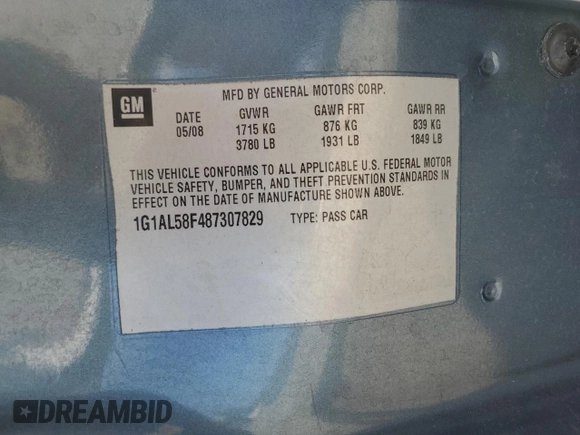 GM
MFD BY GENERAL MOTORS CORP.
DATE GVWR GAWR FRT GAWR RR
05/08 1715 KG 876 KG 839 KG
3780 LB 1931 LB 1849 LB
THIS VEHICLE CONFORMS TO ALL APPLICABLE U.S. FEDERAL MOTOR
VEHICLE SAFETY, BUMPER, AND THEFT PREVENTION STANDARDS IN
EFFECT ON THE DATE OF MANUFACTURE SHOWN ABOVE.
1G1AL58F487307829 TYPE: PASS CAR
DREAMBID